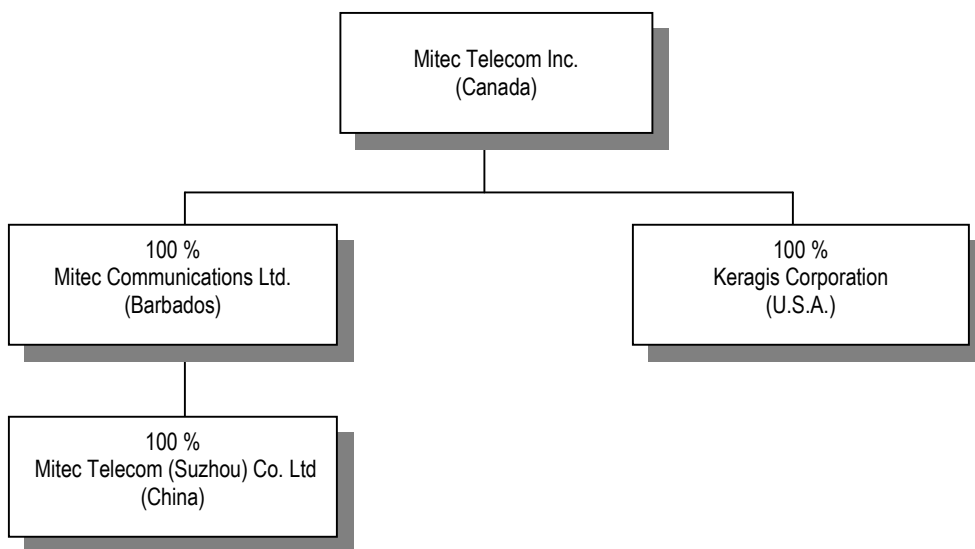 Mitec Telecom Inc.
(Canada)
100 %
Mitec Communications Ltd.
(Barbados)
100 %
Keragis Corporation
(U.S.A.)
100 %
Mitec Telecom (Suzhou) Co. Ltd
(China)